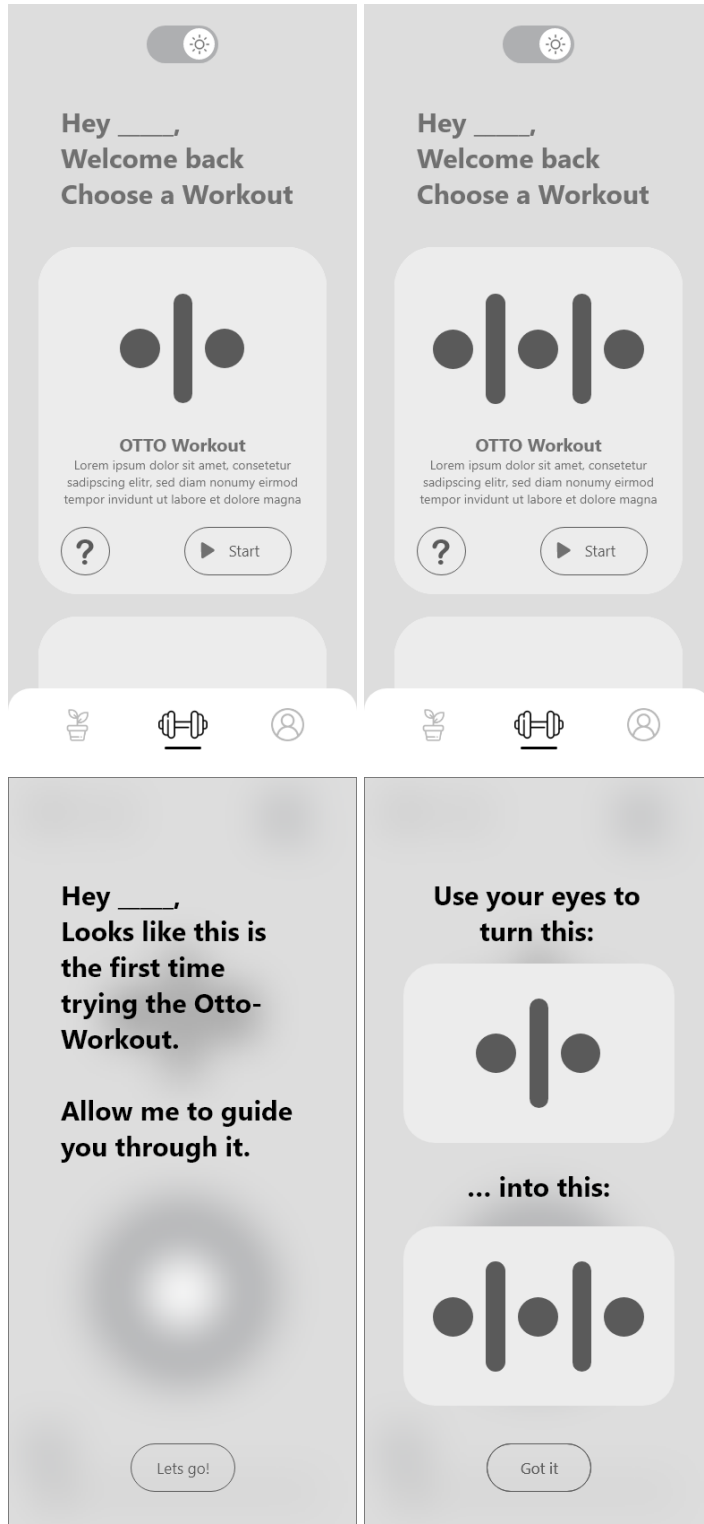 Hey _____,
Welcome back
Choose a Workout
OTTO Workout
Lorem ipsum dolor sit amet, consetetur
sadipscing elitr, sed diam nonumy eirmod
tempor invidunt ut labore et dolore magna
?
Start
Hey _____,
Welcome back
Choose a Workout
OTTO Workout
Lorem ipsum dolor sit amet, consetetur
sadipscing elitr, sed diam nonumy eirmod
tempor invidunt ut labore et dolore magna
?
Start
Hey _____,
Looks like this is
the first time
trying the Otto-
Workout.
Allow me to guide
you through it.
Lets go!
Use your eyes to
turn this:
... into this:
Got it